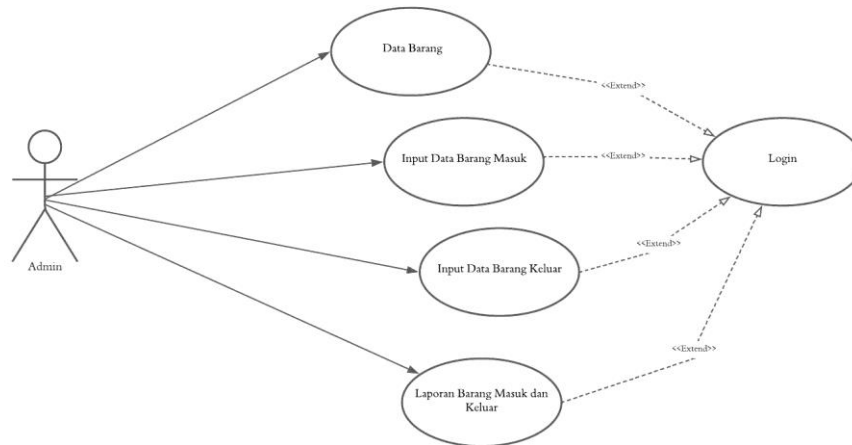 Data Barang
<<Extend>>
Input Data Barang Masuk
<<Extend>>
Login
Admin
Input Data Barang Keluar
<<Extend>>
<<Extend>>
Laporan Barang Masuk dan
Keluar